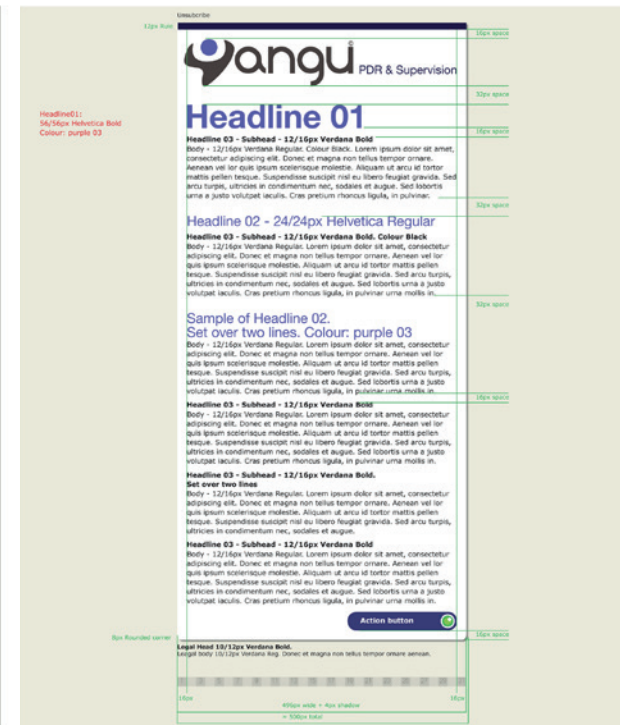 Unsubscribe
12px Rule
16px space
yangu PDR & Supervision
32px space
Headline01:
56/56px Helvetica Bold
Colour: purple 03
Headline 01
16px space
Headline 03 - Subhead - 12/16px Verdana Bold
Body - 12/16px Verdana Regular. Colour Black. Lorem ipsum dolor sit amet,
consectetur adipiscing elit. Donec et magna non tellus tempor ornare.
Aenean vel lor quis ipsum scelerisque molestie. Aliquam ut arcu id tortor
mattis pellen tesque. Suspendisse suscipit nisl eu libero feugiat gravida. Sed
arcu turpis, ultricies in condimentum nec, sodales et augue. Sed lobortis
urna a justo volutpat iaculis. Cras pretium rhoncus ligula, in pulvinar.
32px space
Headline 02 - 24/24px Helvetica Regular
Headline 03 - Subhead - 12/16px Verdana Bold. Colour Black
Body - 12/16px Verdana Regular. Lorem ipsum dolor sit amet, consectetur
adipiscing elit. Donec et magna non tellus tempor ornare. Aenean vel lor
quis ipsum scelerisque molestie. Aliquam ut arcu id tortor mattis pellen
tesque. Suspendisse suscipit nisl eu libero feugiat gravida. Sed arcu turpis,
ultricies in condimentum nec, sodales et augue. Sed lobortis urna a justo
volutpat iaculis. Cras pretium rhoncus ligula, in pulvinar urna mollis in.
32px space
Sample of Headline 02.
Set over two lines. Colour: purple 03
Body - 12/16px Verdana Regular. Lorem ipsum dolor sit amet, consectetur
adipiscing elit. Donec et magna non tellus tempor ornare. Aenean vel lor
quis ipsum scelerisque molestie. Aliquam ut arcu id tortor mattis pellen
tesque. Suspendisse suscipit nisl eu libero feugiat gravida. Sed arcu turpis,
ultricies in condimentum nec, sodales et augue. Sed lobortis urna a justo
volutpat iaculis. Cras pretium rhoncus ligula, in pulvinar urna mollis in.
16px space
Headline 03 - Subhead - 12/16px Verdana Bold
Body - 12/16px Verdana Regular. Lorem ipsum dolor sit amet, consectetur
adipiscing elit. Donec et magna non tellus tempor ornare. Aenean vel lor
quis ipsum scelerisque molestie. Aliquam ut arcu id tortor mattis pellen
tesque. Suspendisse suscipit nisl eu libero feugiat gravida. Sed arcu turpis,
ultricies in condimentum nec, sodales et augue. Sed lobortis urna a justo
volutpat iaculis. Cras pretium rhoncus ligula, in pulvinar urna mollis in.
Headline 03 - Subhead - 12/16px Verdana Bold.
Set over two lines
Body - 12/16px Verdana Regular. Lorem ipsum dolor sit amet, consectetur
adipiscing elit. Donec et magna non tellus tempor ornare. Aenean vel lor
quis ipsum scelerisque molestie. Aliquam ut arcu id tortor mattis pellen
tesque. Suspendisse suscipit nisl eu libero feugiat gravida. Sed arcu turpis,
ultricies in condimentum nec, sodales et augue.
Headline 03 - Subhead - 12/16px Verdana Bold
Body - 12/16px Verdana Regular. Lorem ipsum dolor sit amet, consectetur
adipiscing elit. Donec et magna non tellus tempor ornare. Aenean vel lor
quis ipsum scelerisque molestie. Aliquam ut arcu id tortor mattis pellen
tesque. Suspendisse suscipit nisl eu libero feugiat gravida. Sed arcu turpis,
ultricies in condimentum nec, sodales et augue. Sed lobortis urna a justo
volutpat iaculis. Cras pretium rhoncus ligula, in pulvinar urna mollis in.
Action button
8px Rounded corner
16px space
Legal Head 10/12px Verdana Bold.
Leagal body 10/12px Verdana Reg. Donec et magna non tellus tempor ornare aenean.
16px
16px
wide + 4px shadow
= total